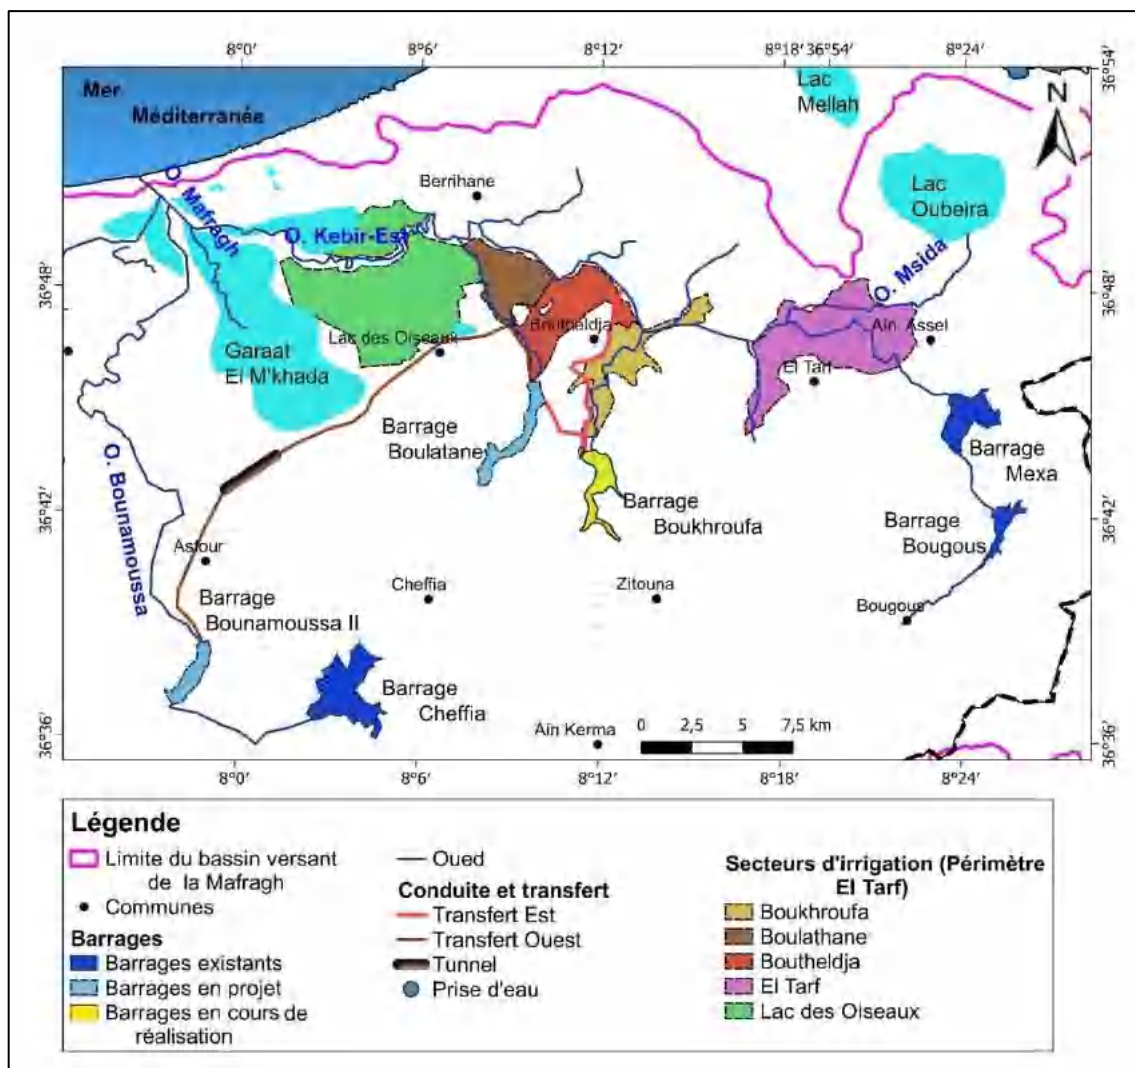 8°0′ 8°6′ 8°12′ 8°18′ 36°54′ 8°24′
36°54′
Mer
Méditerranée
Lac
Mellah
N
O. Mafragh
Berrihane
Lac
Oubeira
O. Kebir-Est
O. Msida
36°48′
36°48′
Lac des Oiseaux
Boutheldja
Ain Assel
Garaat
El M'khada
El Tarf
Barrage
Boulatane
Barrage
Mexa
O. Bounamoussa
36°42′
Barrage
Boukhroufa
36°42′
Barrage
Bougous
Asfour
Cheffia
Zitouna
Bougous
Barrage
Bounamoussa II
Barrage
Cheffia
Ain Kerma
0 2,5 5 7,5 km
36°36′
36°36′
8°0′ 8°6′ 8°12′ 8°18′ 8°24′
Légende
Limite du bassin versant
de la Mafragh
Communes
Barrages
Barrages existants
Barrages en projet
Barrages en cours de
réalisation
Oued
Conduite et transfert
Transfert Est
Transfert Ouest
Tunnel
Prise d'eau
Secteurs d'irrigation (Périmètre
El Tarf)
Boukhroufa
Boulathane
Boutheldja
El Tarf
Lac des Oiseaux